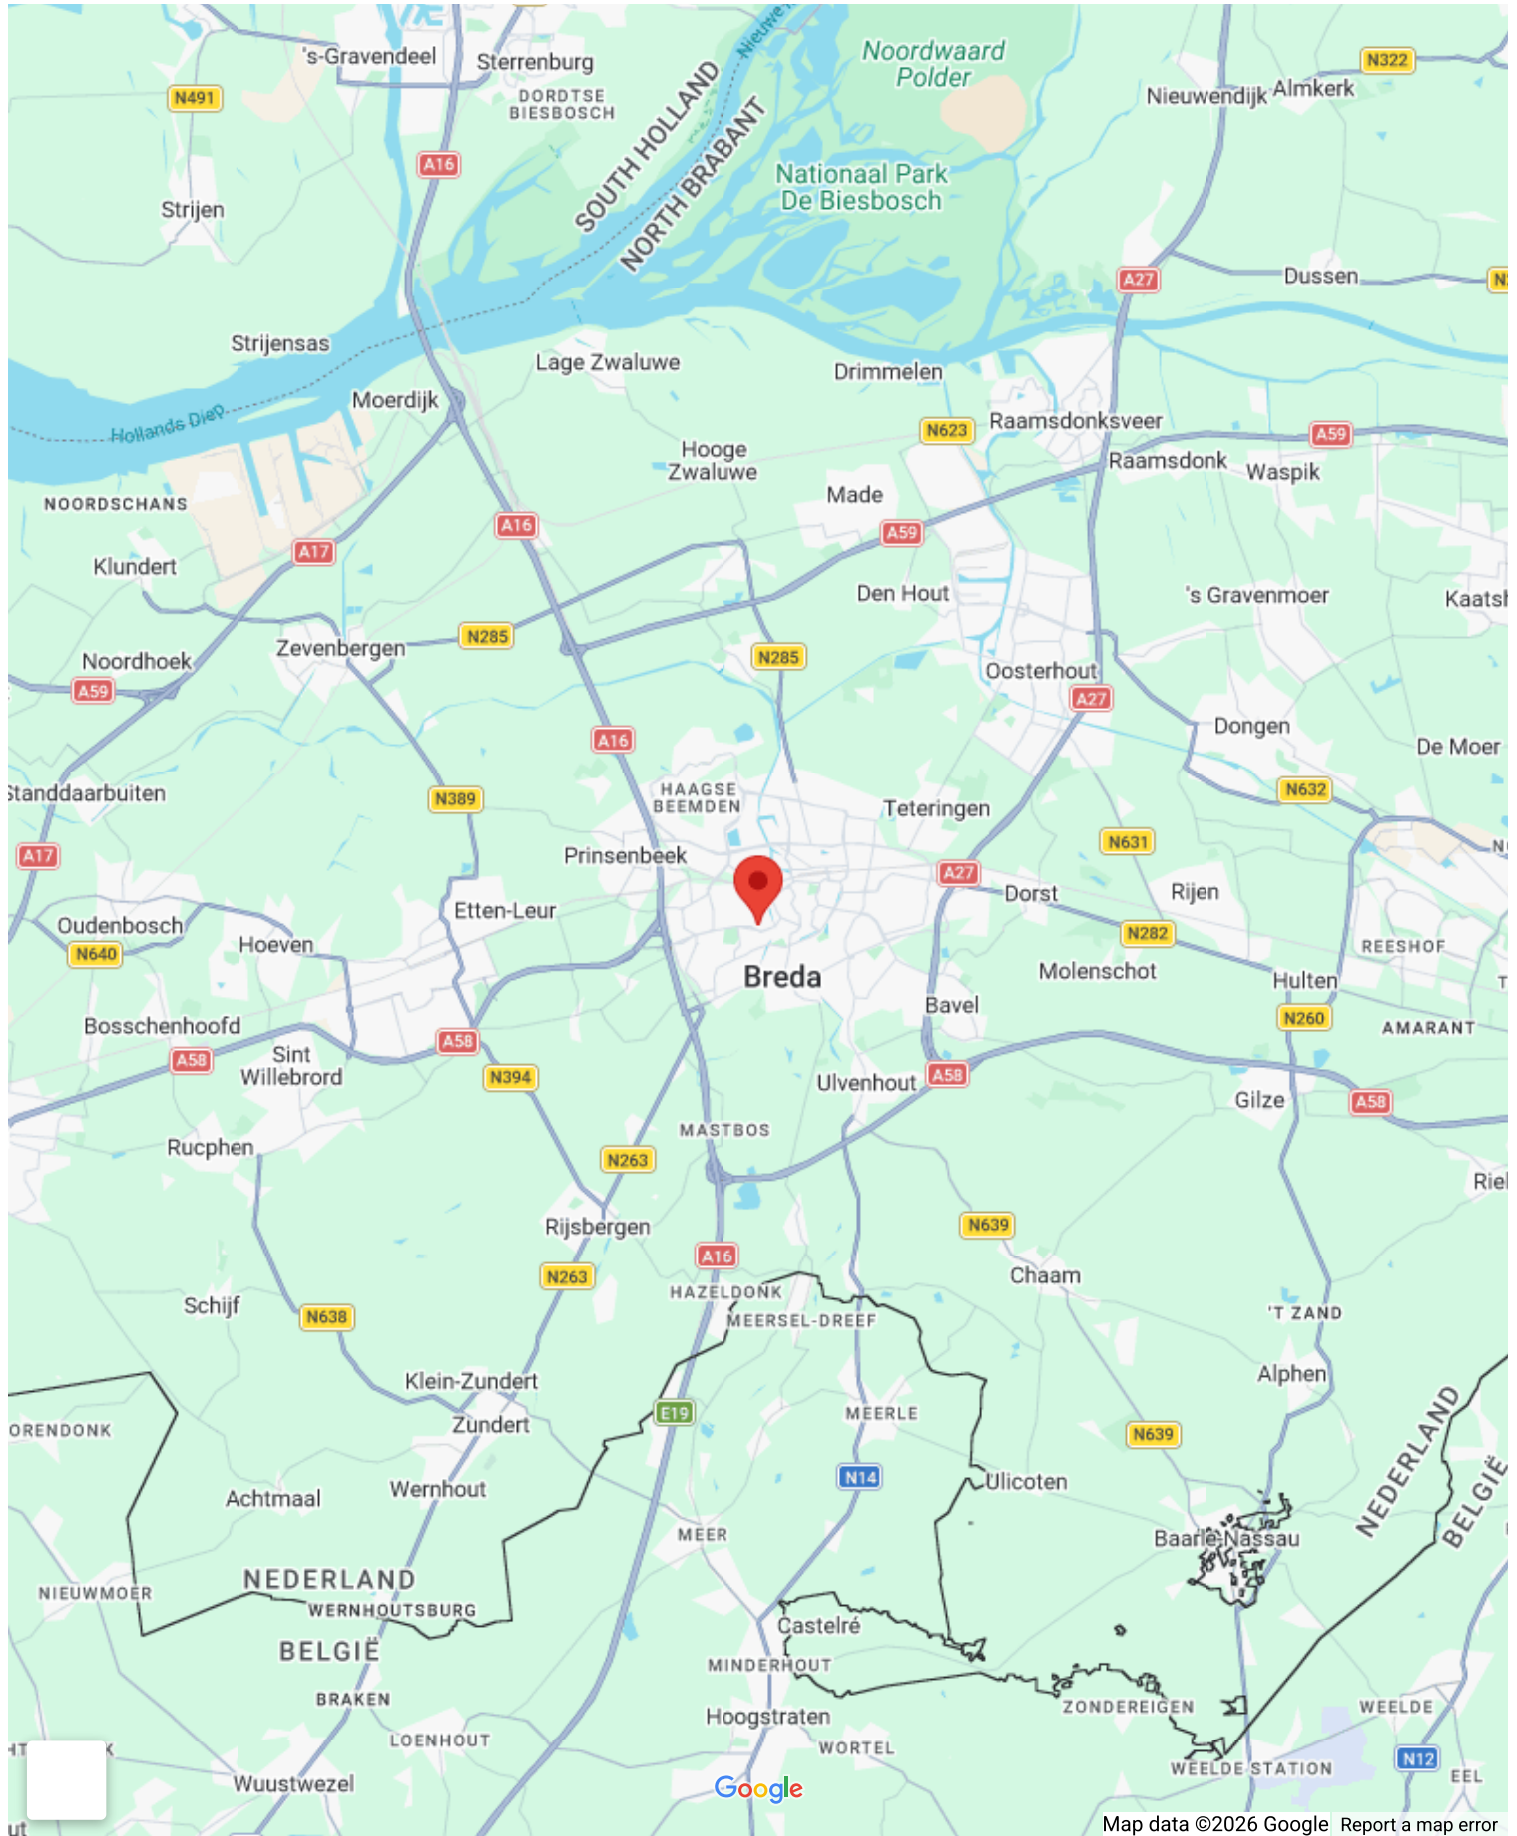 's-Gravendeel
Sterrenburg
Nieuwe
Noordwaard
Polder
N322
N491
DORDTSE
BIESBOSCH
Nieuwendijk
Almkerk
SOUTH HOLLAND
NORTH BRABANT
A16
Nationaal Park
De Biesbosch
Strijen
A27
Dussen
Strijensas
Lage Zwaluwe
Drimmelen
Moerdijk
Hollands Diep
N623
Raamsdonksveer
A59
Hooge
Zwaluwe
Raamsdonk
Waspik
NOORDSCHANS
Made
A16
A59
A17
Klundert
Den Hout
's Gravenmoer
Kaatsh
Zevenbergen
N285
N285
Noordhoek
Oosterhout
A59
A27
Dongen
A16
De Moer
Standdaarbuiten
N389
HAAGSE
BEEMDEN
Teteringen
N632
A17
Prinsenbeek
N631
A27
Dorst
Rijen
Etten-Leur
Oudenbosch
N640
Hoeven
N282
REESHOF
Breda
Molenschot
Hulten
Bavel
Bosschenhoofd
N260
AMARANT
A58
A58
Sint
Willebrord
N394
Ulvenhout
A58
Gilze
A58
MASTBOS
Rucphen
N263
Rijsbergen
N639
A16
N263
Chaam
HAZELDONK
Schijf
N638
MEERSEL-DREEF
'T ZAND
Klein-Zundert
Alphen
E19
MEERLE
NEDERLAND
BELGIË
ORENDONK
Zundert
N639
N14
Ulicoten
Wernhout
Achtmaal
MEER
Baarle-Nassau
NEDERLAND
NIEUWMOER
WERNHOUTSBURG
Castelré
BELGIË
MINDERHOUT
BRAKEN
Hoogstraten
ZONDEREIGEN
WEELDE
LOENHOUT
WORTEL
N12
WEELDE STATION
EEL
Wuustwezel
Google
Map data ©2026 Google
Report a map error